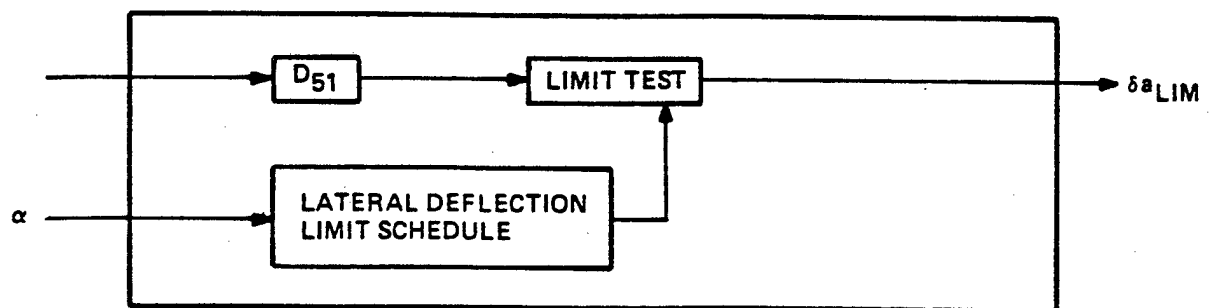 D51
LIMIT TEST
δaLIM
α
LATERAL DEFLECTION
LIMIT SCHEDULE